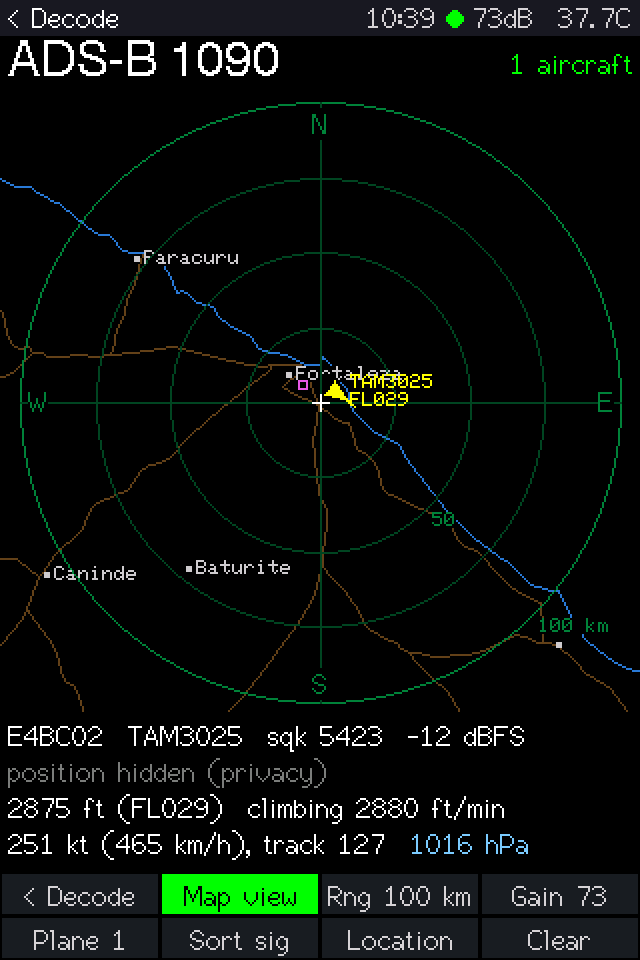 < Decode 10:39 73dB 37.7C
ADS-B 1090 1 aircraft
N
Paracuru
Fortaleza
TAM3025
FL029
W E
50
Caninde
Baturite
100 km
S
E4BC02 TAM3025 sqk 5423 -12 dBFS
position hidden (privacy)
2875 ft (FL029) climbing 2880 ft/min
251 kt (465 km/h), track 127 1016 hPa
< Decode Map view Rng 100 km Gain 73
Plane 1 Sort sig Location Clear